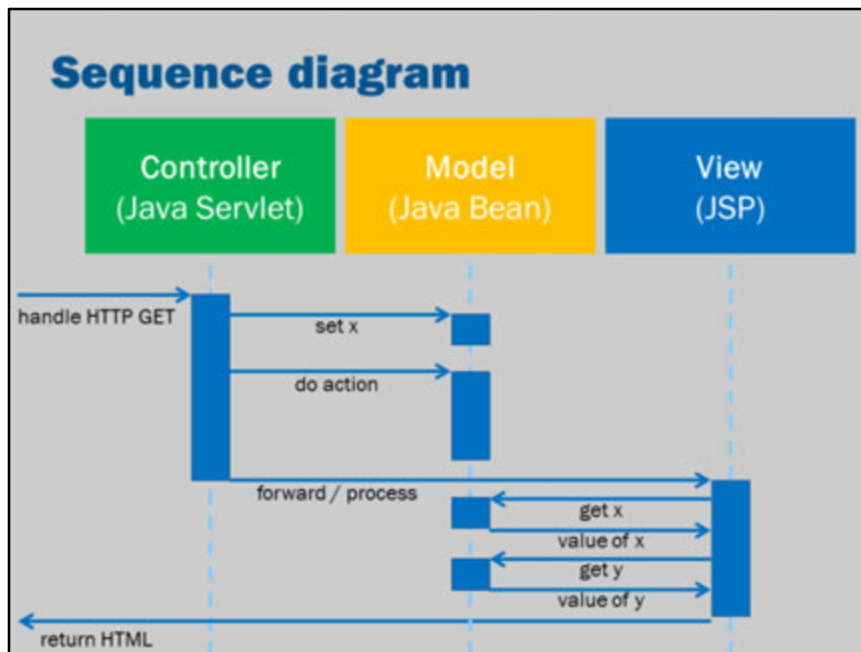 Sequence diagram
Controller
(Java Servlet)
Model
(Java Bean)
View
(JSP)
handle HTTP GET
set x
do action
forward / process
get x
value of x
get y
value of y
return HTML